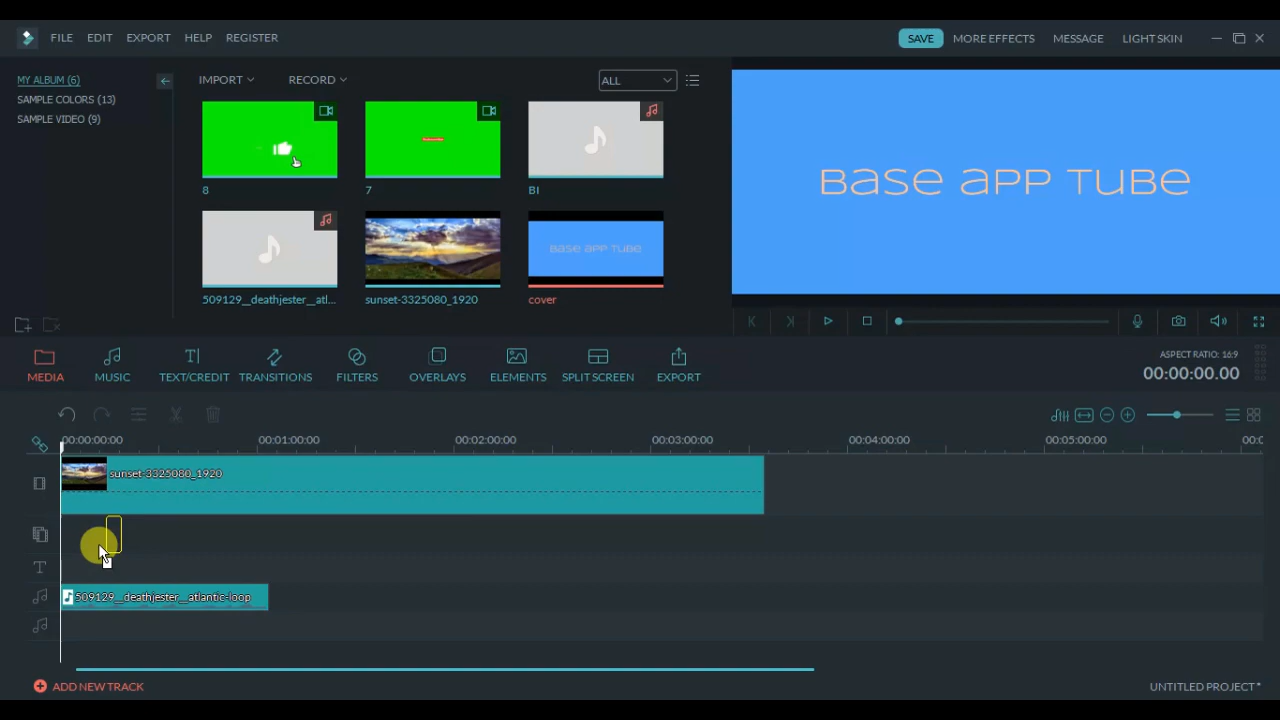 FILE EDIT EXPORT HELP REGISTER SAVE MORE EFFECTS MESSAGE LIGHT SKIN
MY ALBUM (6) IMPORT RECORD ALL
SAMPLE COLORS (13)
SAMPLE VIDEO (9)
8 7 BI
BASE APP TUBE
509129__deathjester__atl... sunset-3325080_1920 cover
BASE APP TUBE
MEDIA MUSIC TEXT/CREDIT TRANSITIONS FILTERS OVERLAYS ELEMENTS SPLIT SCREEN EXPORT
ASPECT RATIO: 16:9
00:00:00.00
00:00:00:00 00:01:00:00 00:02:00:00 00:03:00:00 00:04:00:00 00:05:00:00 00:0
sunset-3325080_1920
T
509129__deathjester__atlantic-loop
ADD NEW TRACK UNTITLED PROJECT*